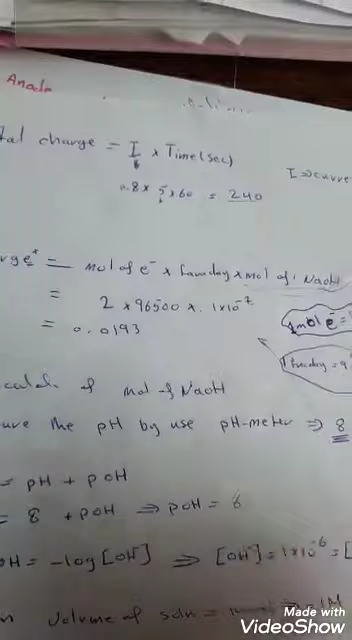 Anode
tal charge = I × Time(sec)
I ⇒ curre
0.8 × 5 × 60 = 240
rge e⁻ = mol of e⁻ × faraday × mol of NaOH
= 2 × 96500 × 1×10⁻⁷
1mol e⁻ =
= 0.0193
1 faraday = 9
calcls of mol of NaOH
ure the pH by use pH-meter ⇒ 8
= pH + pOH
= 8 + pOH ⇒ pOH = 6
OH = -log[OH⁻] ⇒ [OH⁻] = 1×10⁻⁶ = [
n volume of soln =
Made with
VideoShow